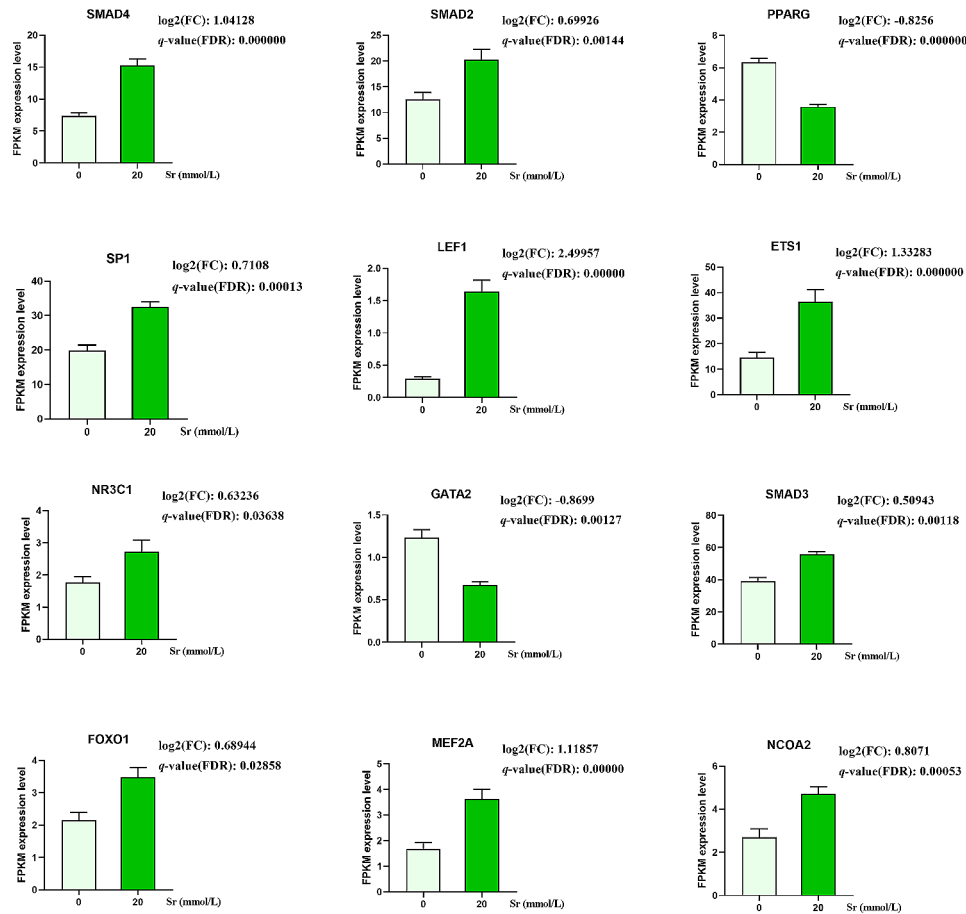 SMAD4
log2(FC): 1.04128
q-value(FDR): 0.000000
FPKM expression level
20
15
10
5
0
0
20
Sr (mmol/L)
SMAD2
log2(FC): 0.69926
q-value(FDR): 0.00144
FPKM expression level
25
20
15
10
5
0
0
20
Sr (mmol/L)
PPARG
log2(FC): -0.8256
q-value(FDR): 0.000000
FPKM expression level
8
6
4
2
0
0
20
Sr (mmol/L)
SP1
log2(FC): 0.7108
q-value(FDR): 0.00013
FPKM expression level
40
30
20
10
0
0
20
Sr (mmol/L)
LEF1
log2(FC): 2.49957
q-value(FDR): 0.00000
FPKM expression level
2.0
1.5
1.0
0.5
0.0
0
20
Sr (mmol/L)
ETS1
log2(FC): 1.33283
q-value(FDR): 0.000000
FPKM expression level
50
40
30
20
10
0
0
20
Sr (mmol/L)
NR3C1
log2(FC): 0.63236
q-value(FDR): 0.03638
FPKM expression level
4
3
2
1
0
0
20
Sr (mmol/L)
GATA2
log2(FC): -0.8699
q-value(FDR): 0.00127
FPKM expression level
1.5
1.0
0.5
0.0
0
20
Sr (mmol/L)
SMAD3
log2(FC): 0.50943
q-value(FDR): 0.00118
FPKM expression level
80
60
40
20
0
0
20
Sr (mmol/L)
FOXO1
log2(FC): 0.68944
q-value(FDR): 0.02858
FPKM expression level
4
3
2
1
0
0
20
Sr (mmol/L)
MEF2A
log2(FC): 1.11857
q-value(FDR): 0.00000
FPKM expression level
5
4
3
2
1
0
0
20
Sr (mmol/L)
NCOA2
log2(FC): 0.8071
q-value(FDR): 0.00053
FPKM expression level
6
4
2
0
0
20
Sr (mmol/L)